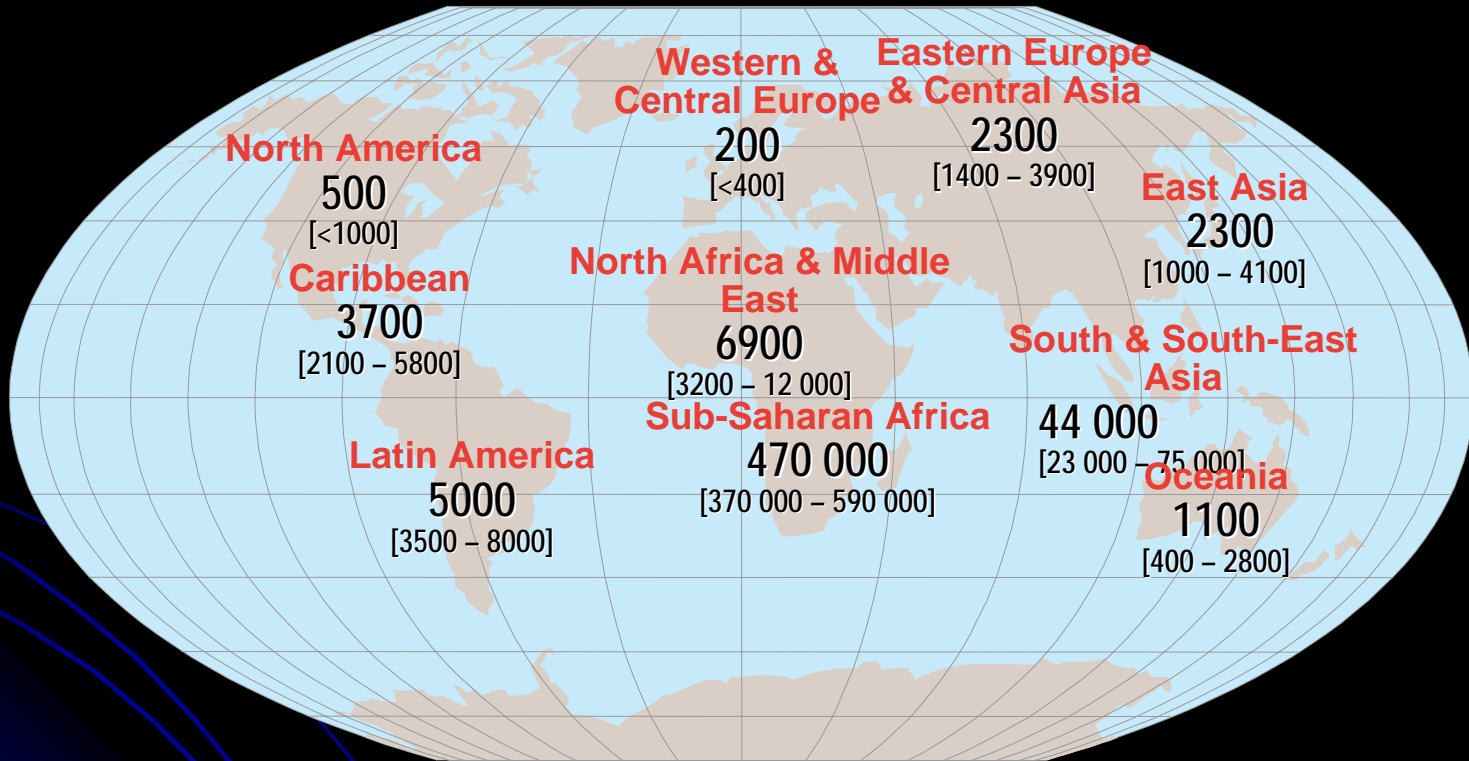 Western &
Central Europe
200
[<400]
Eastern Europe
& Central Asia
2300
[1400 – 3900]
North America
500
[<1000]
East Asia
2300
[1000 – 4100]
Caribbean
3700
[2100 – 5800]
North Africa & Middle
East
6900
[3200 – 12 000]
South & South-East
Asia
44 000
[23 000 – 75 000]
Sub-Saharan Africa
470 000
[370 000 – 590 000]
Latin America
5000
[3500 – 8000]
Oceania
1100
[400 – 2800]